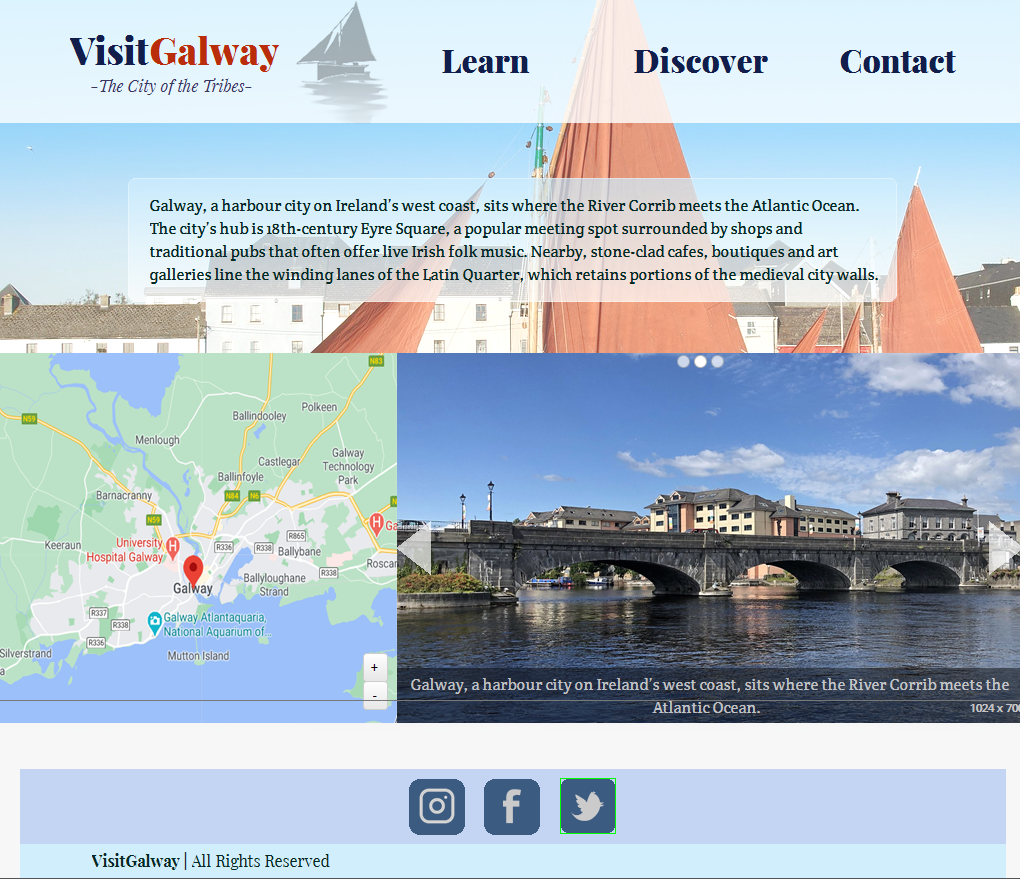 VisitGalway
-The City of the Tribes-
Learn
Discover
Contact
Galway, a harbour city on Ireland's west coast, sits where the River Corrib meets the Atlantic Ocean.
The city's hub is 18th-century Eyre Square, a popular meeting spot surrounded by shops and
traditional pubs that often offer live Irish folk music. Nearby, stone-clad cafes, boutiques and art
galleries line the winding lanes of the Latin Quarter, which retains portions of the medieval city walls.
N83
Polkeen
Ballindooley
N59
Menlough
Galway
Technology
Park
Castlegar
Ballinfoyle
Barnacranny
N84
N6
N
N59
Ga
R865
University
Hospital Galway
Keeraun
R336
R338
Ballybane
Roscar
Galway
Ballyloughane
Strand
R338
R337
R338
Galway Atlantaquaria,
National Aquarium of...
R336
Silverstrand
a
Mutton Island
+
-
Galway, a harbour city on Ireland's west coast, sits where the River Corrib meets the
Atlantic Ocean.
1024 x 700
VisitGalway | All Rights Reserved